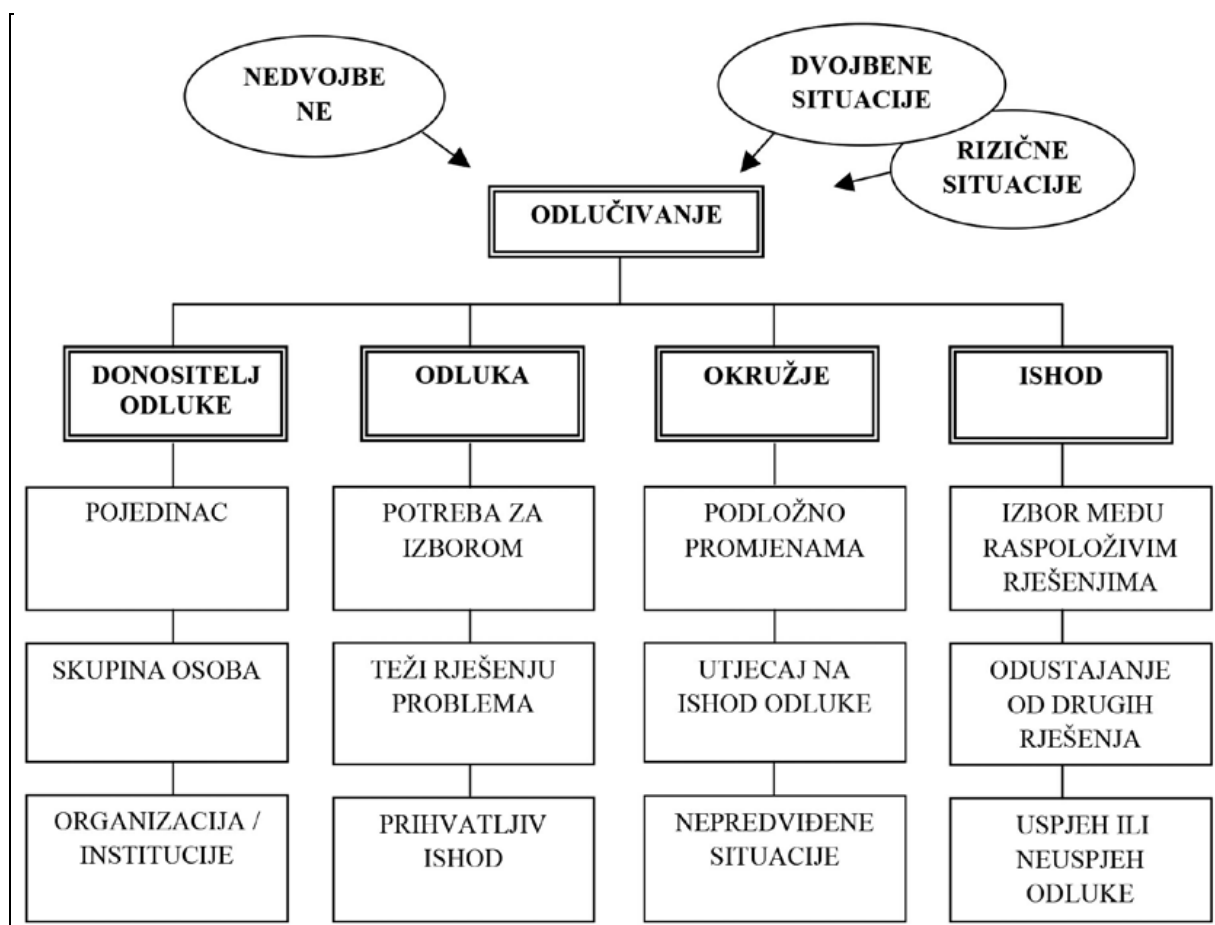 NEDVOJBE
NE
DVOJBENE
SITUACIJE
RIZIČNE
SITUACIJE
ODLUČIVANJE
DONOSITELJ
ODLUKE
ODLUKA
OKRUŽJE
ISHOD
POJEDINAC
POTREBA ZA
IZBOROM
PODLOŽNO
PROMJENAMA
IZBOR MEĐU
RASPOLOŽIVIM
RJEŠENJIMA
SKUPINA OSOBA
TEŽI RJEŠENJU
PROBLEMA
UTJECAJ NA
ISHOD ODLUKE
ODUSTAJANJE
OD DRUGIH
RJEŠENJA
ORGANIZACIJA /
INSTITUCIJE
PRIHVATLJIV
ISHOD
NEPREDVIĐENE
SITUACIJE
USPJEH ILI
NEUSPJEH
ODLUKE